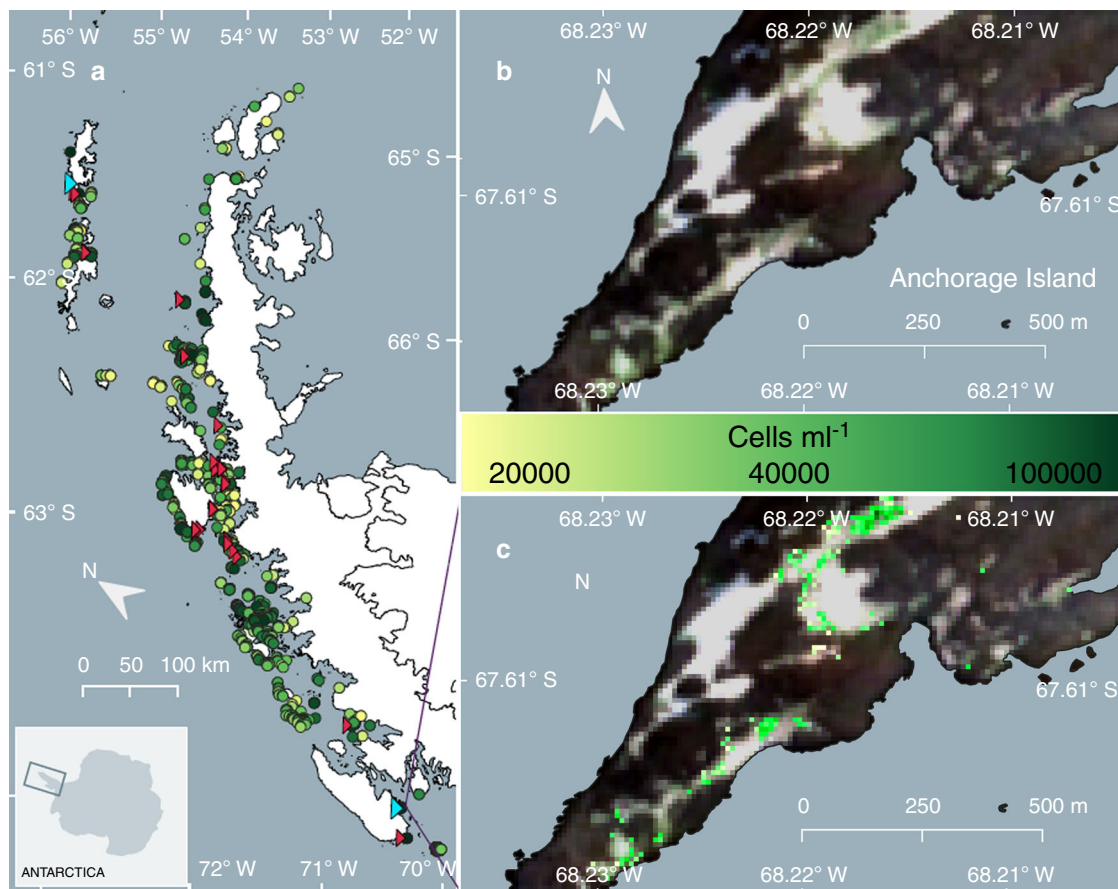 56° W 55° W 54° W 53° W 52° W
61° S
a
65° S
62° S
66° S
63° S
N
0 50 100 km
ANTARCTICA
72° W 71° W 70° W
68.23° W 68.22° W 68.21° W
b
N
67.61° S
67.61° S
Anchorage Island
0 250 500 m
68.23° W 68.22° W 68.21° W
Cells ml⁻¹
20000 40000 100000
68.23° W 68.22° W 68.21° W
c
N
67.61° S
67.61° S
0 250 500 m
68.23° W 68.22° W 68.21° W